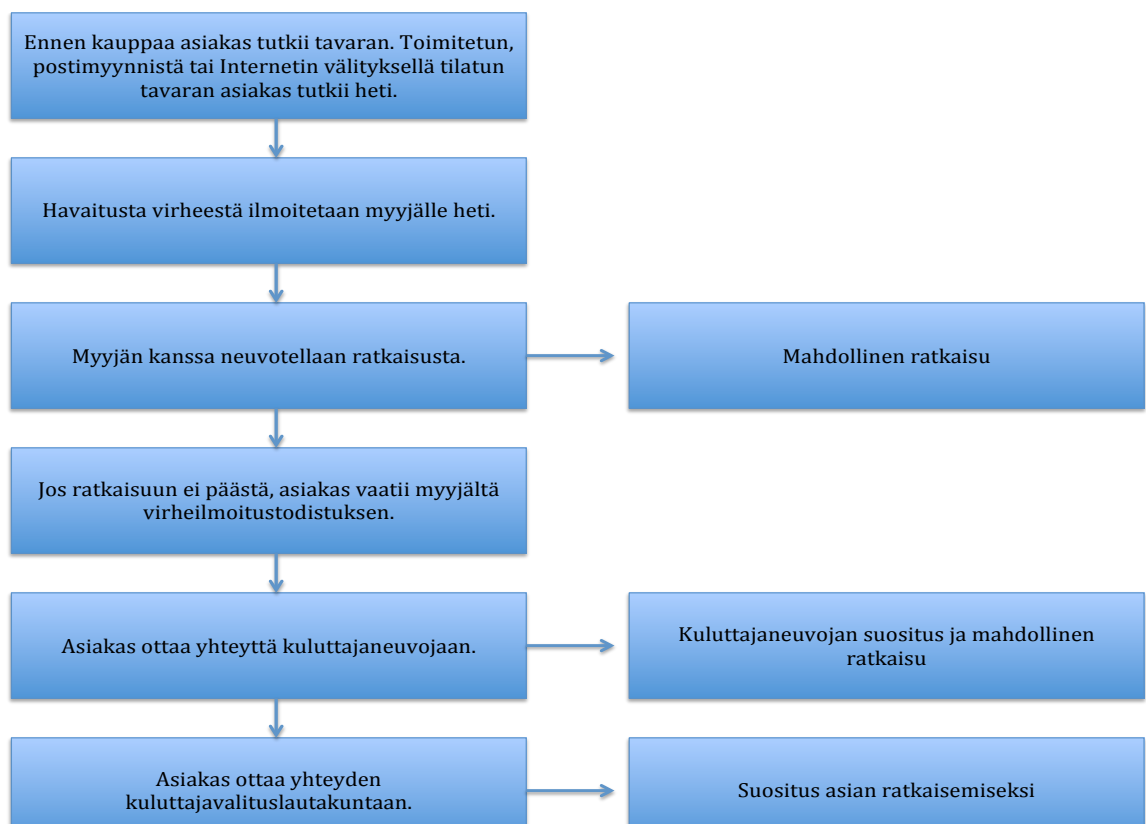 Ennen kauppaa asiakas tutkii tavaran. Toimitetun,
postimyynnistä tai Internetin välityksellä tilatun
tavaran asiakas tutkii heti.
Havaitusta virheestä ilmoitetaan myyjälle heti.
Myyjän kanssa neuvotellaan ratkaisusta.
Mahdollinen ratkaisu
Jos ratkaisuun ei päästä, asiakas vaatii myyjältä
virheilmoitustodistuksen.
Asiakas ottaa yhteyttä kuluttajaneuvojaan.
Kuluttajaneuvojan suositus ja mahdollinen
ratkaisu
Asiakas ottaa yhteyden
kuluttajavalituslautakuntaan.
Suositus asian ratkaisemiseksi